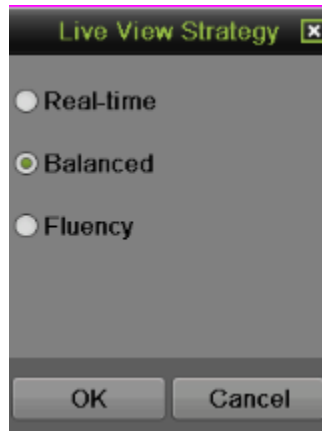 Live View Strategy
Real-time
Balanced
Fluency
OK
Cancel